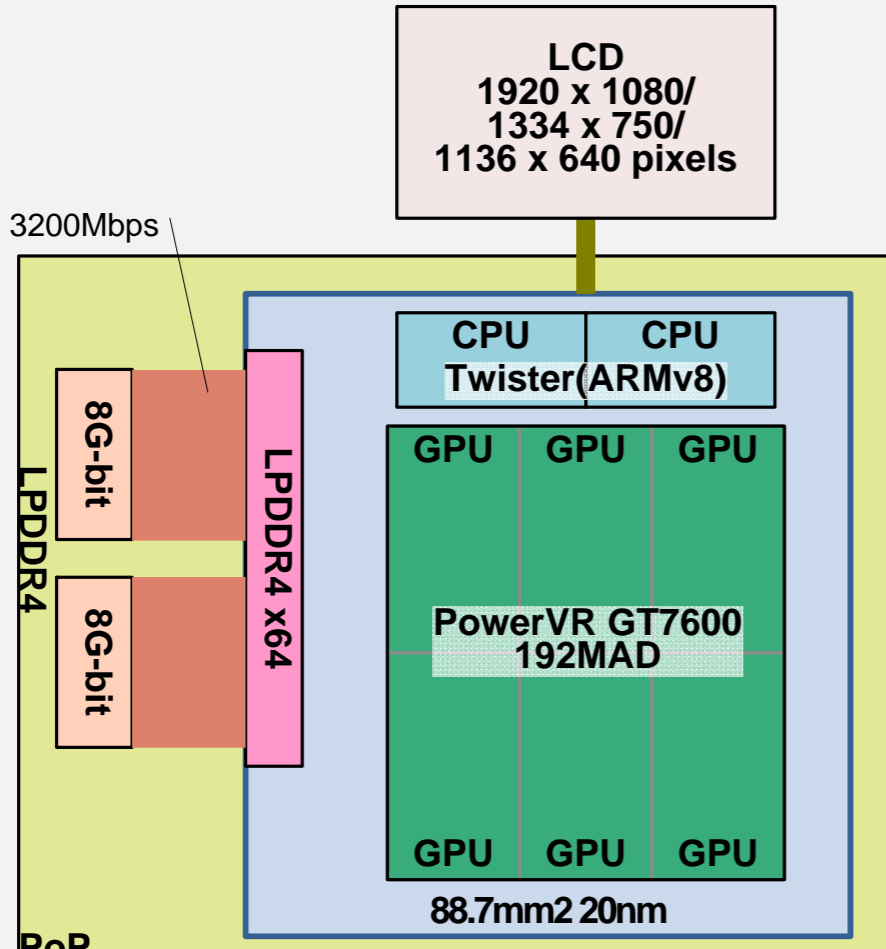 LCD
1920 x 1080/
1334 x 750/
1136 x 640 pixels
3200Mbps
CPU
CPU
Twister(ARMv8)
LPDDR4
8G-bit
8G-bit
LPDDR4 x64
GPU
GPU
GPU
PowerVR GT7600
192MAD
GPU
GPU
GPU
88.7mm2 20nm
PoP